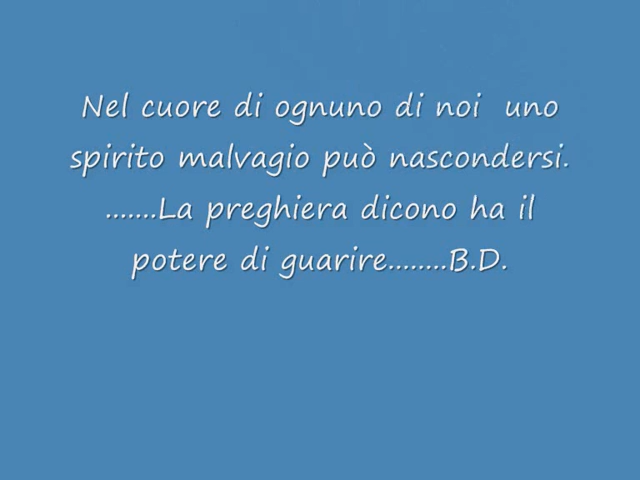 Nel cuore di ognuno di noi  uno
spirito malvagio può nascondersi.
.......La preghiera dicono ha il
potere di guarire........B.D.